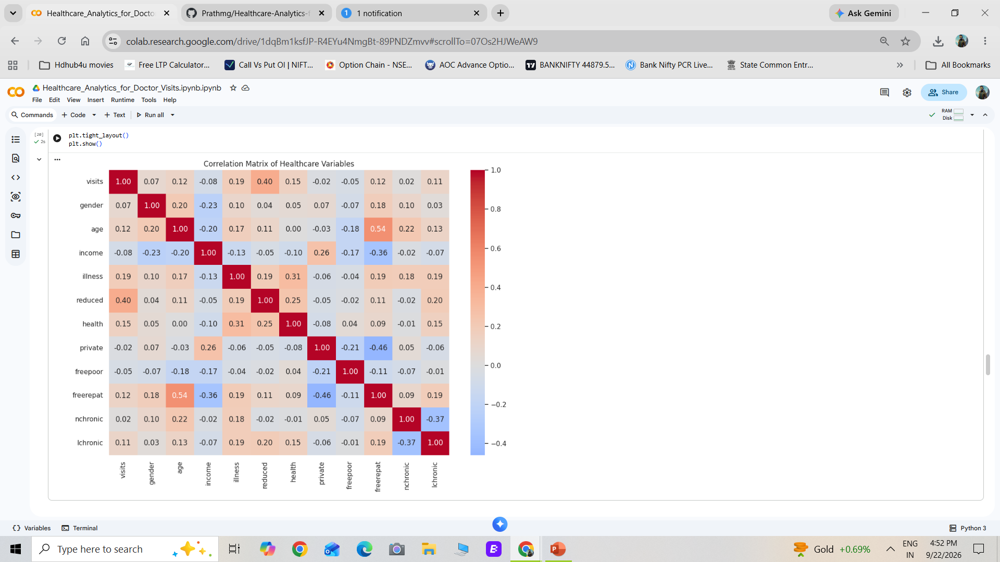 Healthcare_Analytics_for_Docto
Prathmg/Healthcare-Analytics-f
1
1 notification
Ask Gemini
colab.research.google.com/drive/1dqBm1ksfJP-R4EYu4NmgBt-89PNDZmvv#scrollTo=07Os2HJWeAW9
Hdhub4u movies
Free LTP Calculator...
Call Vs Put OI | NIFT...
Option Chain - NSE...
AOC Advance Optio...
BANKNIFTY 44879.5...
Bank Nifty PCR Live...
State Common Entr...
All Bookmarks
Healthcare_Analytics_for_Doctor_Visits.ipynb.ipynb
File Edit View Insert Runtime Tools Help
Share
Commands + Code + Text Run all
RAM
Disk
[20]
2s
plt.tight_layout()
plt.show()
Correlation Matrix of Healthcare Variables
visits 1.00 0.07 0.12 -0.08 0.19 0.40 0.15 -0.02 -0.05 0.12 0.02 0.11
gender 0.07 1.00 0.20 -0.23 0.10 0.04 0.05 0.07 -0.07 0.18 0.10 0.03
age 0.12 0.20 1.00 -0.20 0.17 0.11 0.00 -0.03 -0.18 0.54 0.22 0.13
income -0.08 -0.23 -0.20 1.00 -0.13 -0.05 -0.10 0.26 -0.17 -0.36 -0.02 -0.07
illness 0.19 0.10 0.17 -0.13 1.00 0.19 0.31 -0.06 -0.04 0.19 0.18 0.19
reduced 0.40 0.04 0.11 -0.05 0.19 1.00 0.25 -0.05 -0.02 0.11 -0.02 0.20
health 0.15 0.05 0.00 -0.10 0.31 0.25 1.00 -0.08 0.04 0.09 -0.01 0.15
private -0.02 0.07 -0.03 0.26 -0.06 -0.05 -0.08 1.00 -0.21 -0.46 0.05 -0.06
freepoor -0.05 -0.07 -0.18 -0.17 -0.04 -0.02 0.04 -0.21 1.00 -0.11 -0.07 -0.01
freerepat 0.12 0.18 0.54 -0.36 0.19 0.11 0.09 -0.46 -0.11 1.00 0.09 0.19
nchronic 0.02 0.10 0.22 -0.02 0.18 -0.02 -0.01 0.05 -0.07 0.09 1.00 -0.37
lchronic 0.11 0.03 0.13 -0.07 0.19 0.20 0.15 -0.06 -0.01 0.19 -0.37 1.00
visits gender age income illness reduced health private freepoor freerepat nchronic lchronic
1.0
0.8
0.6
0.4
0.2
0.0
−0.2
−0.4
Variables
Terminal
Python 3
Type here to search
Gold +0.69%
ENG
IN
4:52 PM
9/22/2026